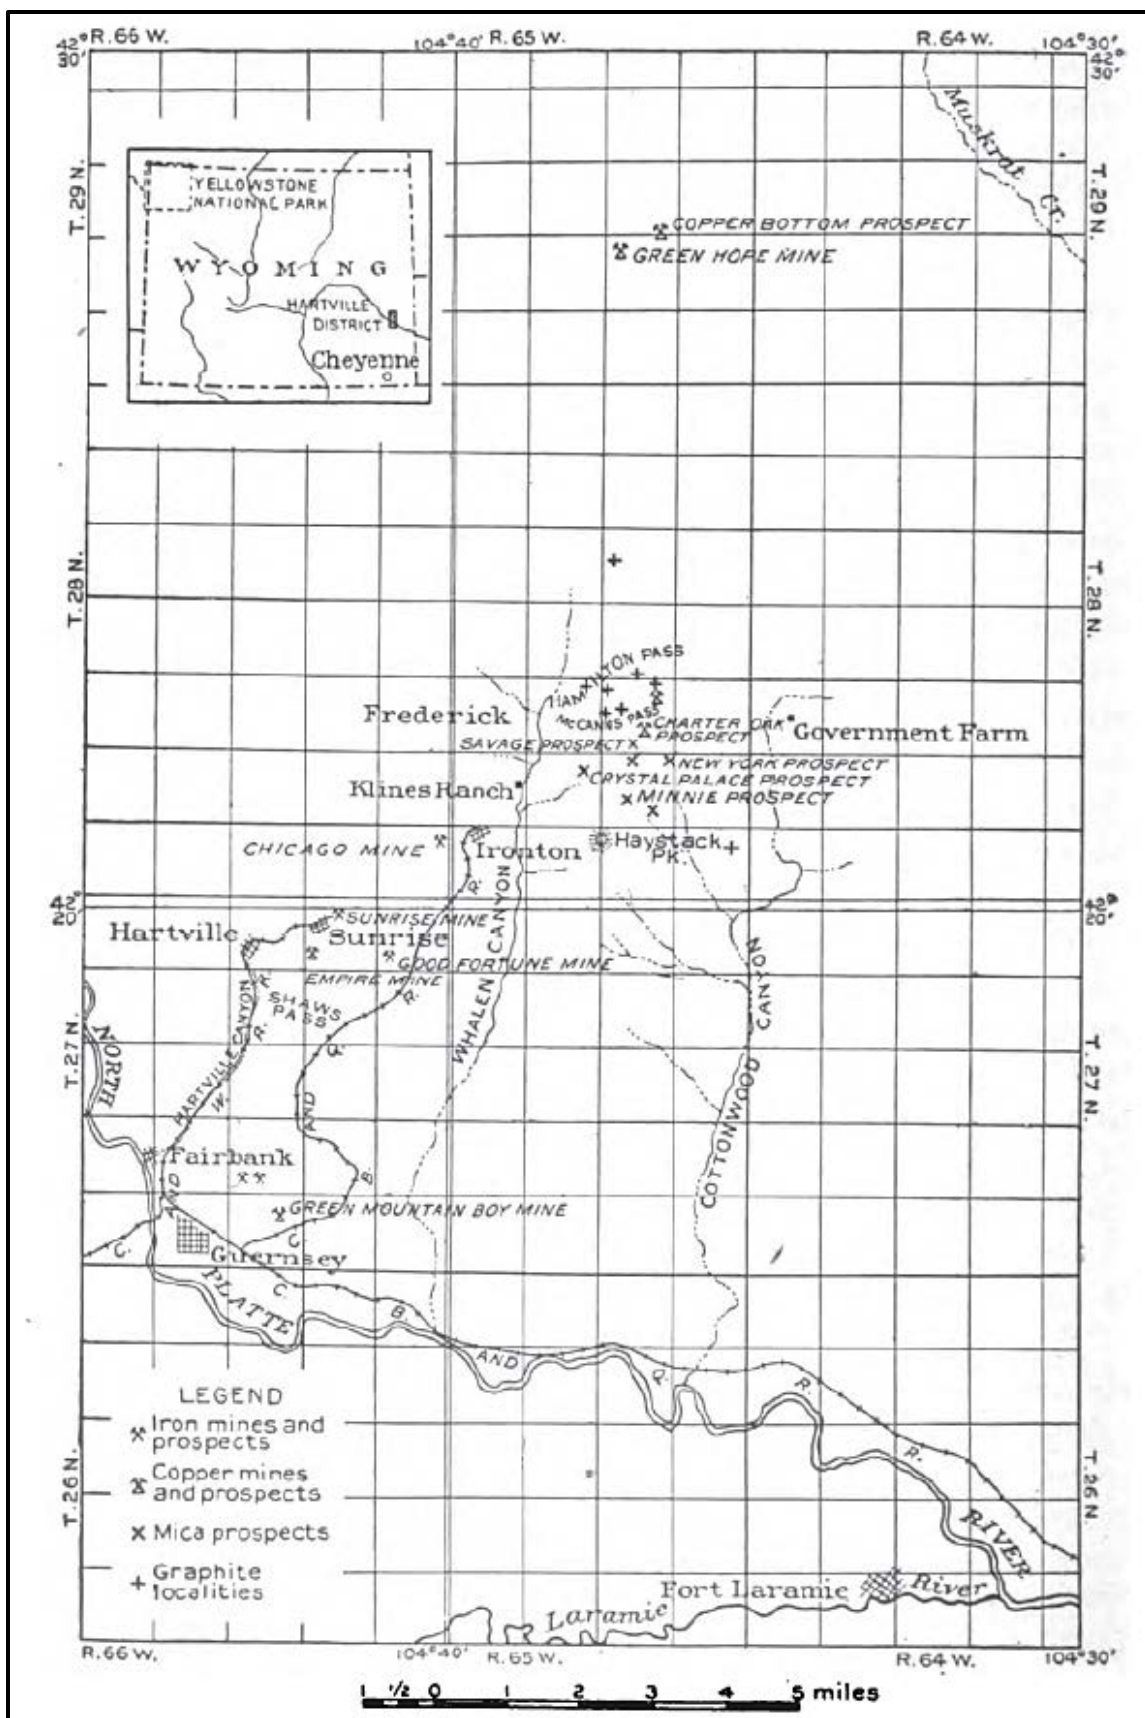 R.66 W.
104°40'
R.65 W.
R.64 W.
104°30'
42°
30'
42°
30'
Muskrat Cr.
T.29 N.
T.29 N.
YELLOWSTONE
NATIONAL PARK
WYOMING
HARTVILLE
DISTRICT
Cheyenne
COPPER BOTTOM PROSPECT
GREEN HOPE MINE
T.28 N.
T.28 N.
HAMILTON PASS
Frederick
McCANNS PASS
CHARTER OAK
PROSPECT
Government Farm
SAVAGE PROSPECT
NEW YORK PROSPECT
CRYSTAL PALACE PROSPECT
Klines Ranch
MINNIE PROSPECT
CHICAGO MINE
Ironton
Haystack
PK.
42°
20'
42°
20'
SUNRISE MINE
Hartville
Sunrise
GOOD FORTUNE MINE
EMPIRE MINE
SHAWS
PASS
HARTVILLE CANYON
WHALEN CANYON
COTTONWOOD CANYON
T.27 N.
T.27 N.
NORTH
PLATTE
RIVER
C. AND W. R. R.
C. B. AND Q. R. R.
Fairbank
GREEN MOUNTAIN BOY MINE
Guernsey
C. B. AND Q. R. R.
LEGEND
Iron mines and
prospects
Copper mines
and prospects
Mica prospects
Graphite
localities
T.26 N.
T.26 N.
Fort Laramie
Laramie River
R.66 W.
104°40'
R.65 W.
R.64 W.
104°30'
1 ½ 0 1 2 3 5 miles